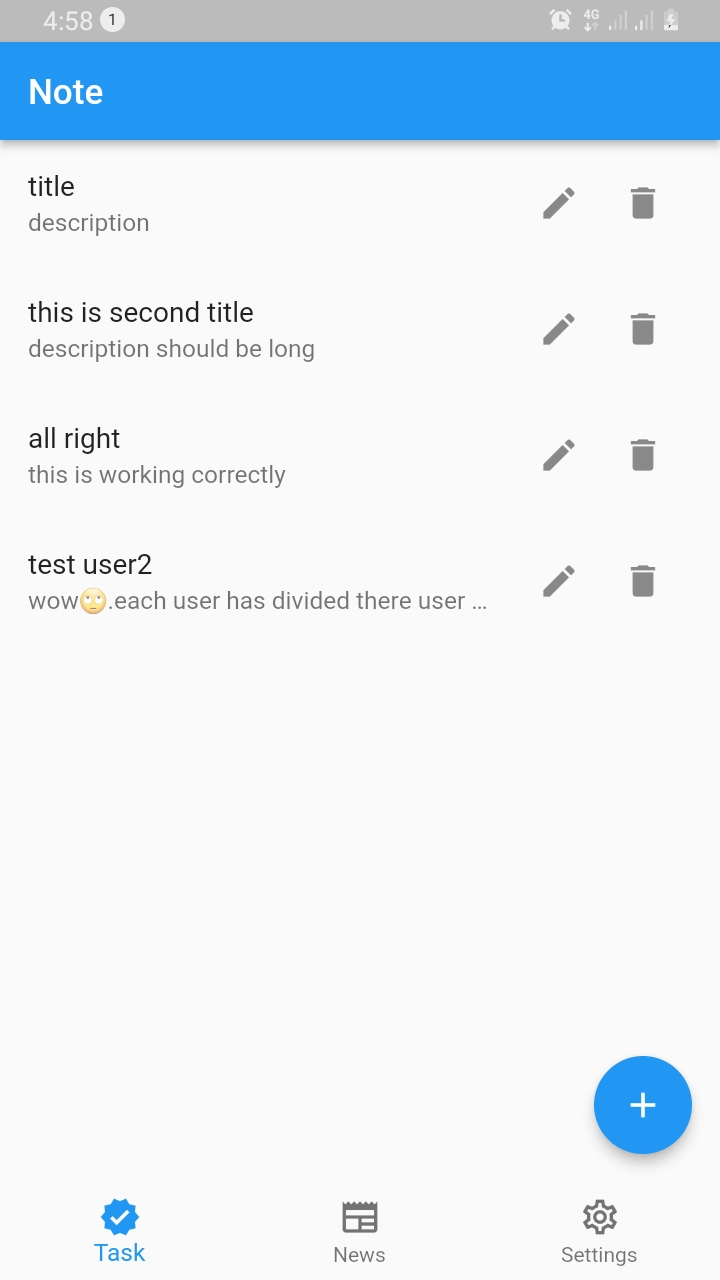 4:58 1 4G
Note
title
description
this is second title
description should be long
all right
this is working correctly
test user2
wow🙄.each user has divided there user ...
Task News Settings